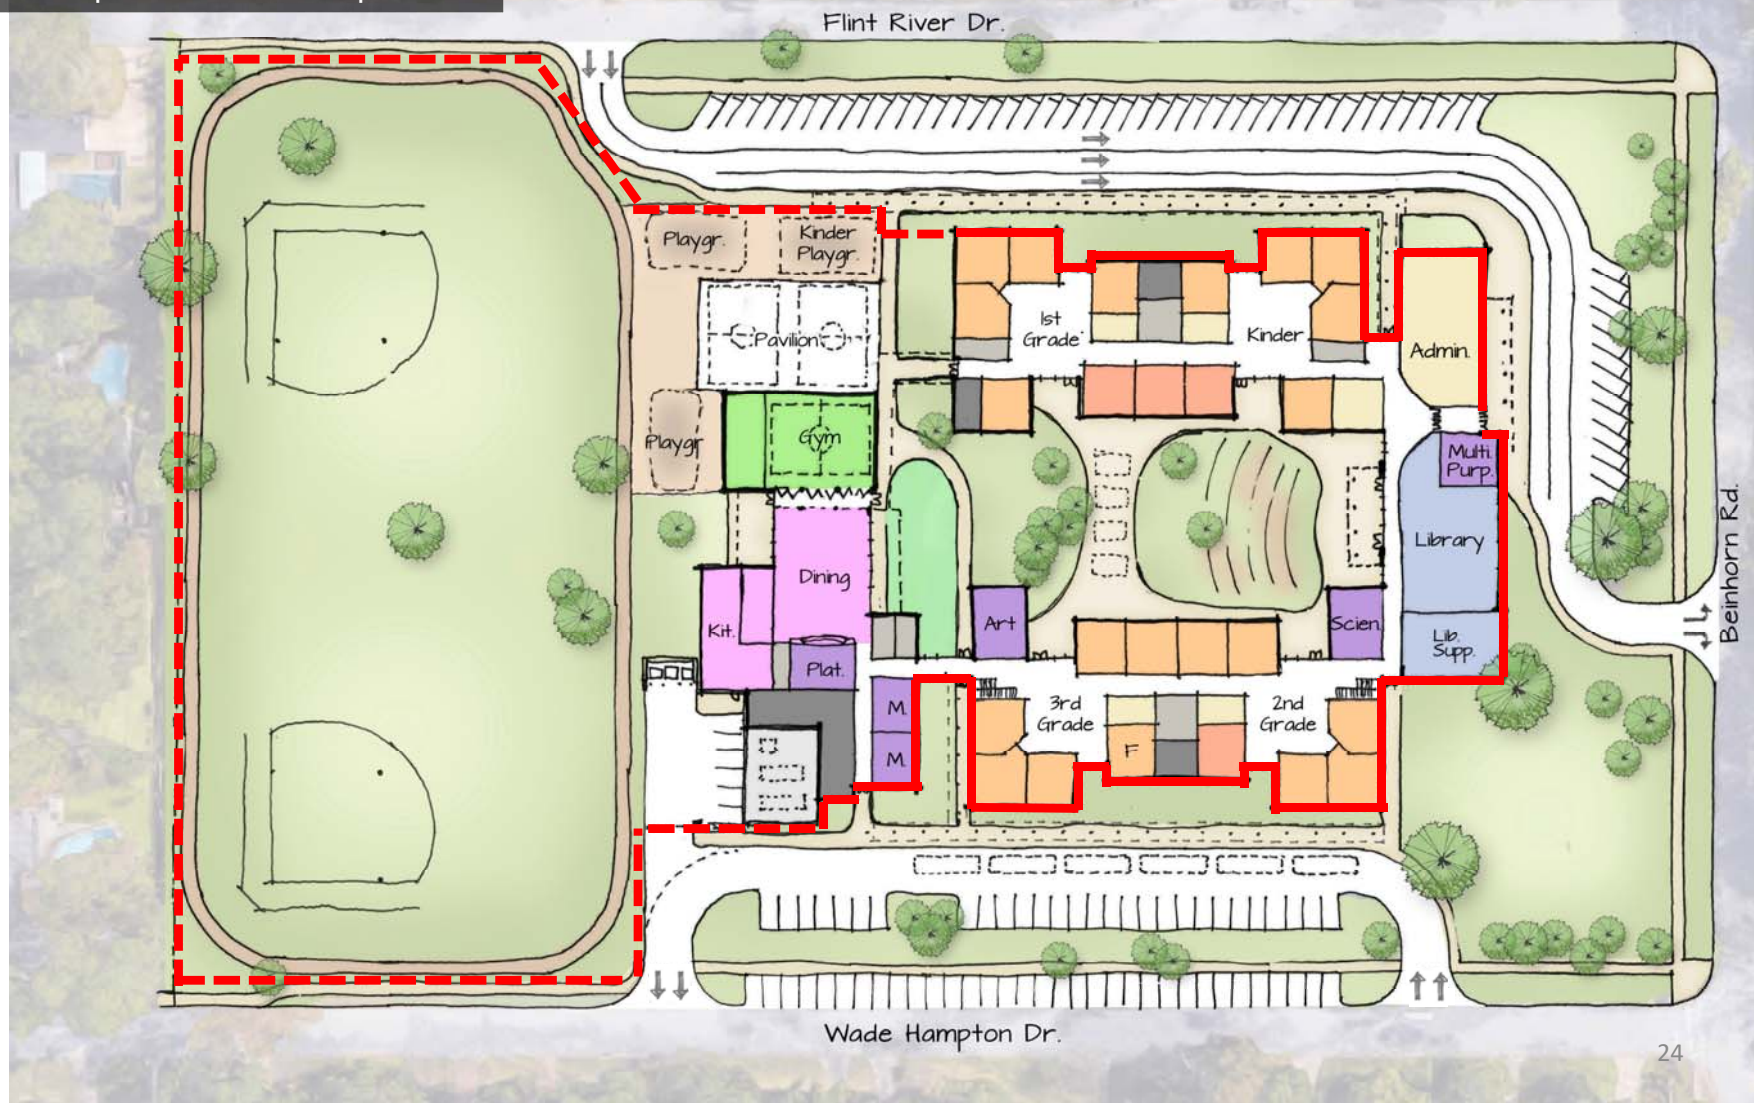 Flint River Dr.
Playgr.
Kinder
Playgr.
1st
Grade
Kinder
Pavilion
Admin.
Playgr
Gym
Multi.
Purp.
Library
Beinhorn Rd.
Dining
Art
Scien.
Kit.
Lib.
Supp.
Plat.
M.
3rd
Grade
2nd
Grade
F
M.
Wade Hampton Dr.
24